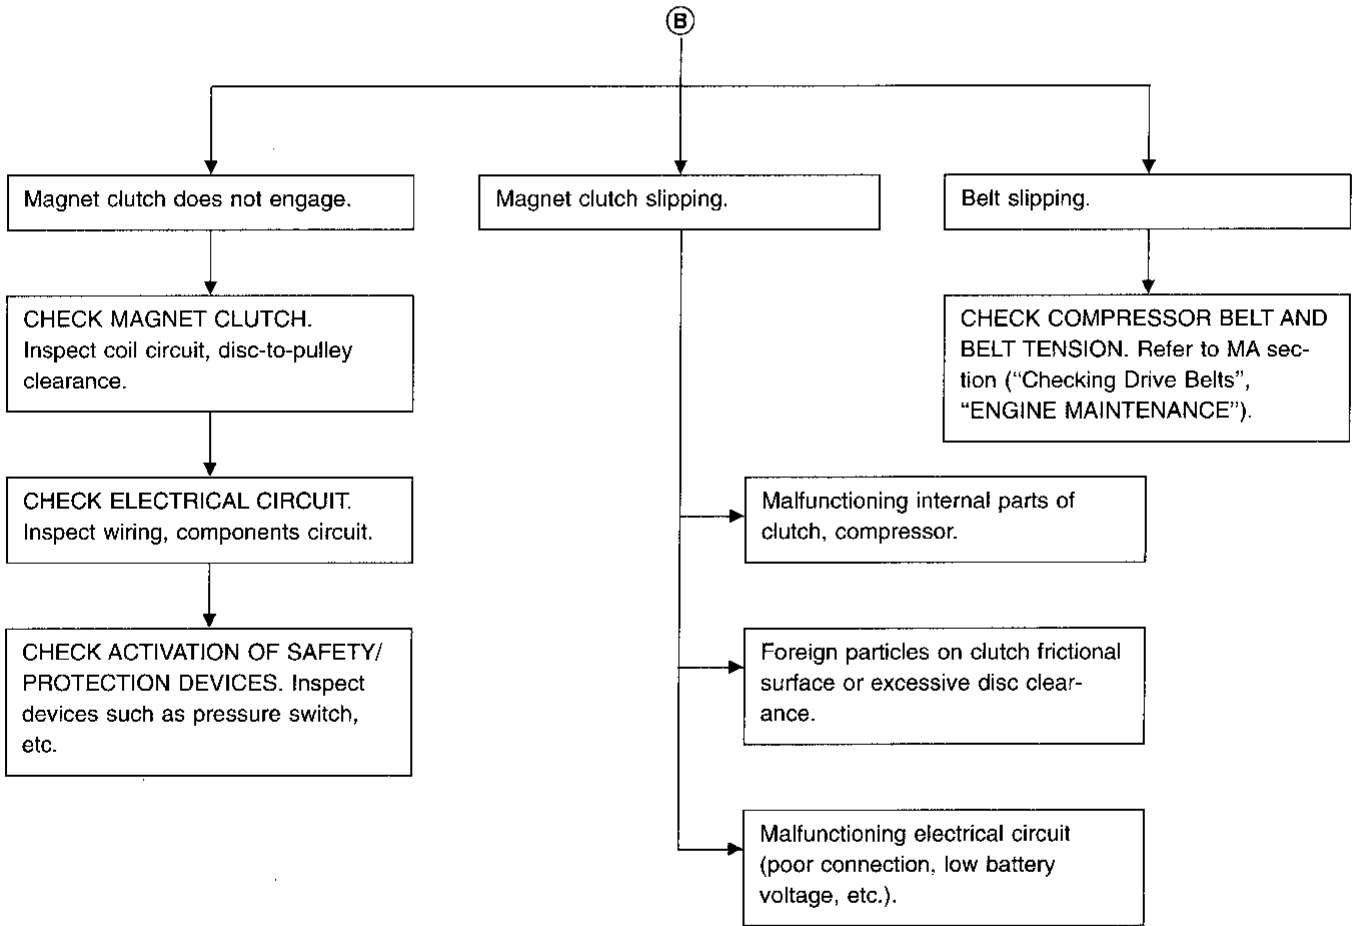 B
Magnet clutch does not engage.
Magnet clutch slipping.
Belt slipping.
CHECK MAGNET CLUTCH.
Inspect coil circuit, disc-to-pulley
clearance.
CHECK COMPRESSOR BELT AND
BELT TENSION. Refer to MA sec-
tion (“Checking Drive Belts”,
“ENGINE MAINTENANCE”).
CHECK ELECTRICAL CIRCUIT.
Inspect wiring, components circuit.
Malfunctioning internal parts of
clutch, compressor.
CHECK ACTIVATION OF SAFETY/
PROTECTION DEVICES. Inspect
devices such as pressure switch,
etc.
Foreign particles on clutch frictional
surface or excessive disc clear-
ance.
Malfunctioning electrical circuit
(poor connection, low battery
voltage, etc.).